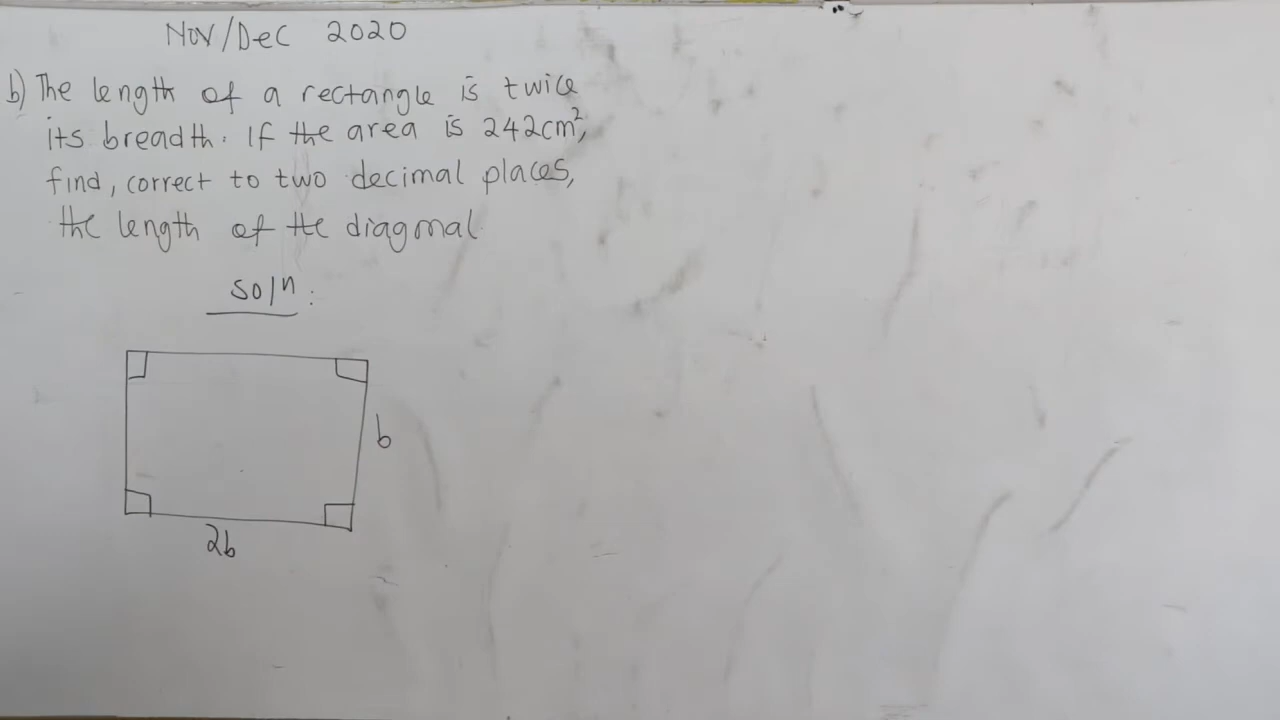 Nov/Dec 2020
b) The length of a rectangle is twice
its breadth. If the area is 242cm²,
find, correct to two decimal places,
the length of the diagonal.
soln:
b
2b